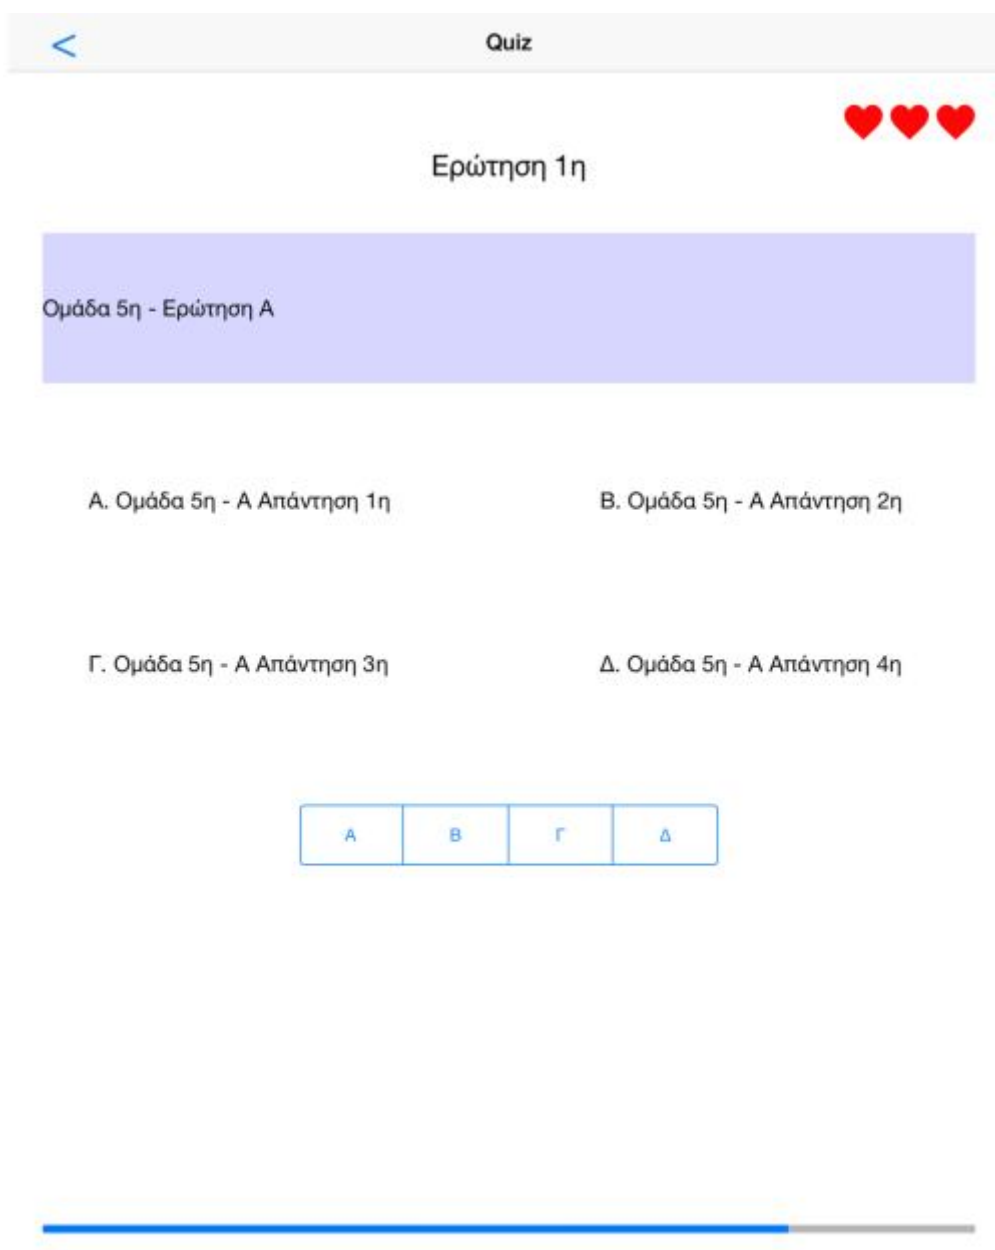 < Quiz
Ερώτηση 1η
Ομάδα 5η - Ερώτηση Α
Α. Ομάδα 5η - Α Απάντηση 1η
Β. Ομάδα 5η - Α Απάντηση 2η
Γ. Ομάδα 5η - Α Απάντηση 3η
Δ. Ομάδα 5η - Α Απάντηση 4η
Α Β Γ Δ